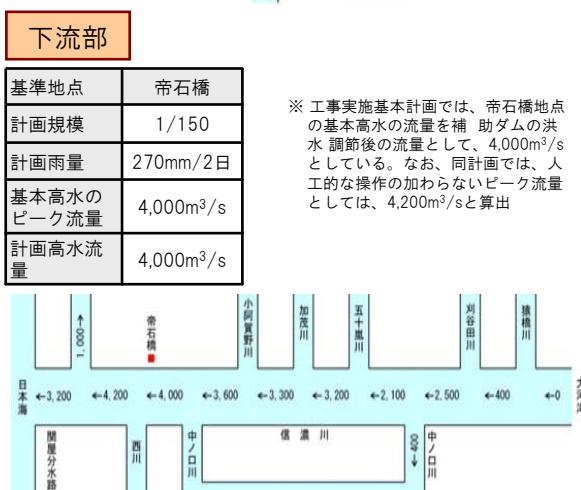 下流部
基準地点 帝石橋
計画規模 1/150
計画雨量 270mm/2日
基本高水の
ピーク流量
4,000m³/s
計画高水流
量
4,000m³/s
※ 工事実施基本計画では、帝石橋地点
の基本高水の流量を補 助ダムの洪
水 調節後の流量として、4,000m³/s
としている。なお、同計画では、人
工的な操作の加わらないピーク流量
としては、4,200m³/sと算出
←1,000
帝石橋
小阿賀野川
加茂川
五十嵐川
刈谷田川
猿橋川
日本海
←3,200 ←4,200 ←4,000 ←3,600 ←3,300 ←3,200 ←2,100 ←2,500 ←400 ←0
関屋分水路
西川
中ノ口川
信濃川
400→
中ノ口川